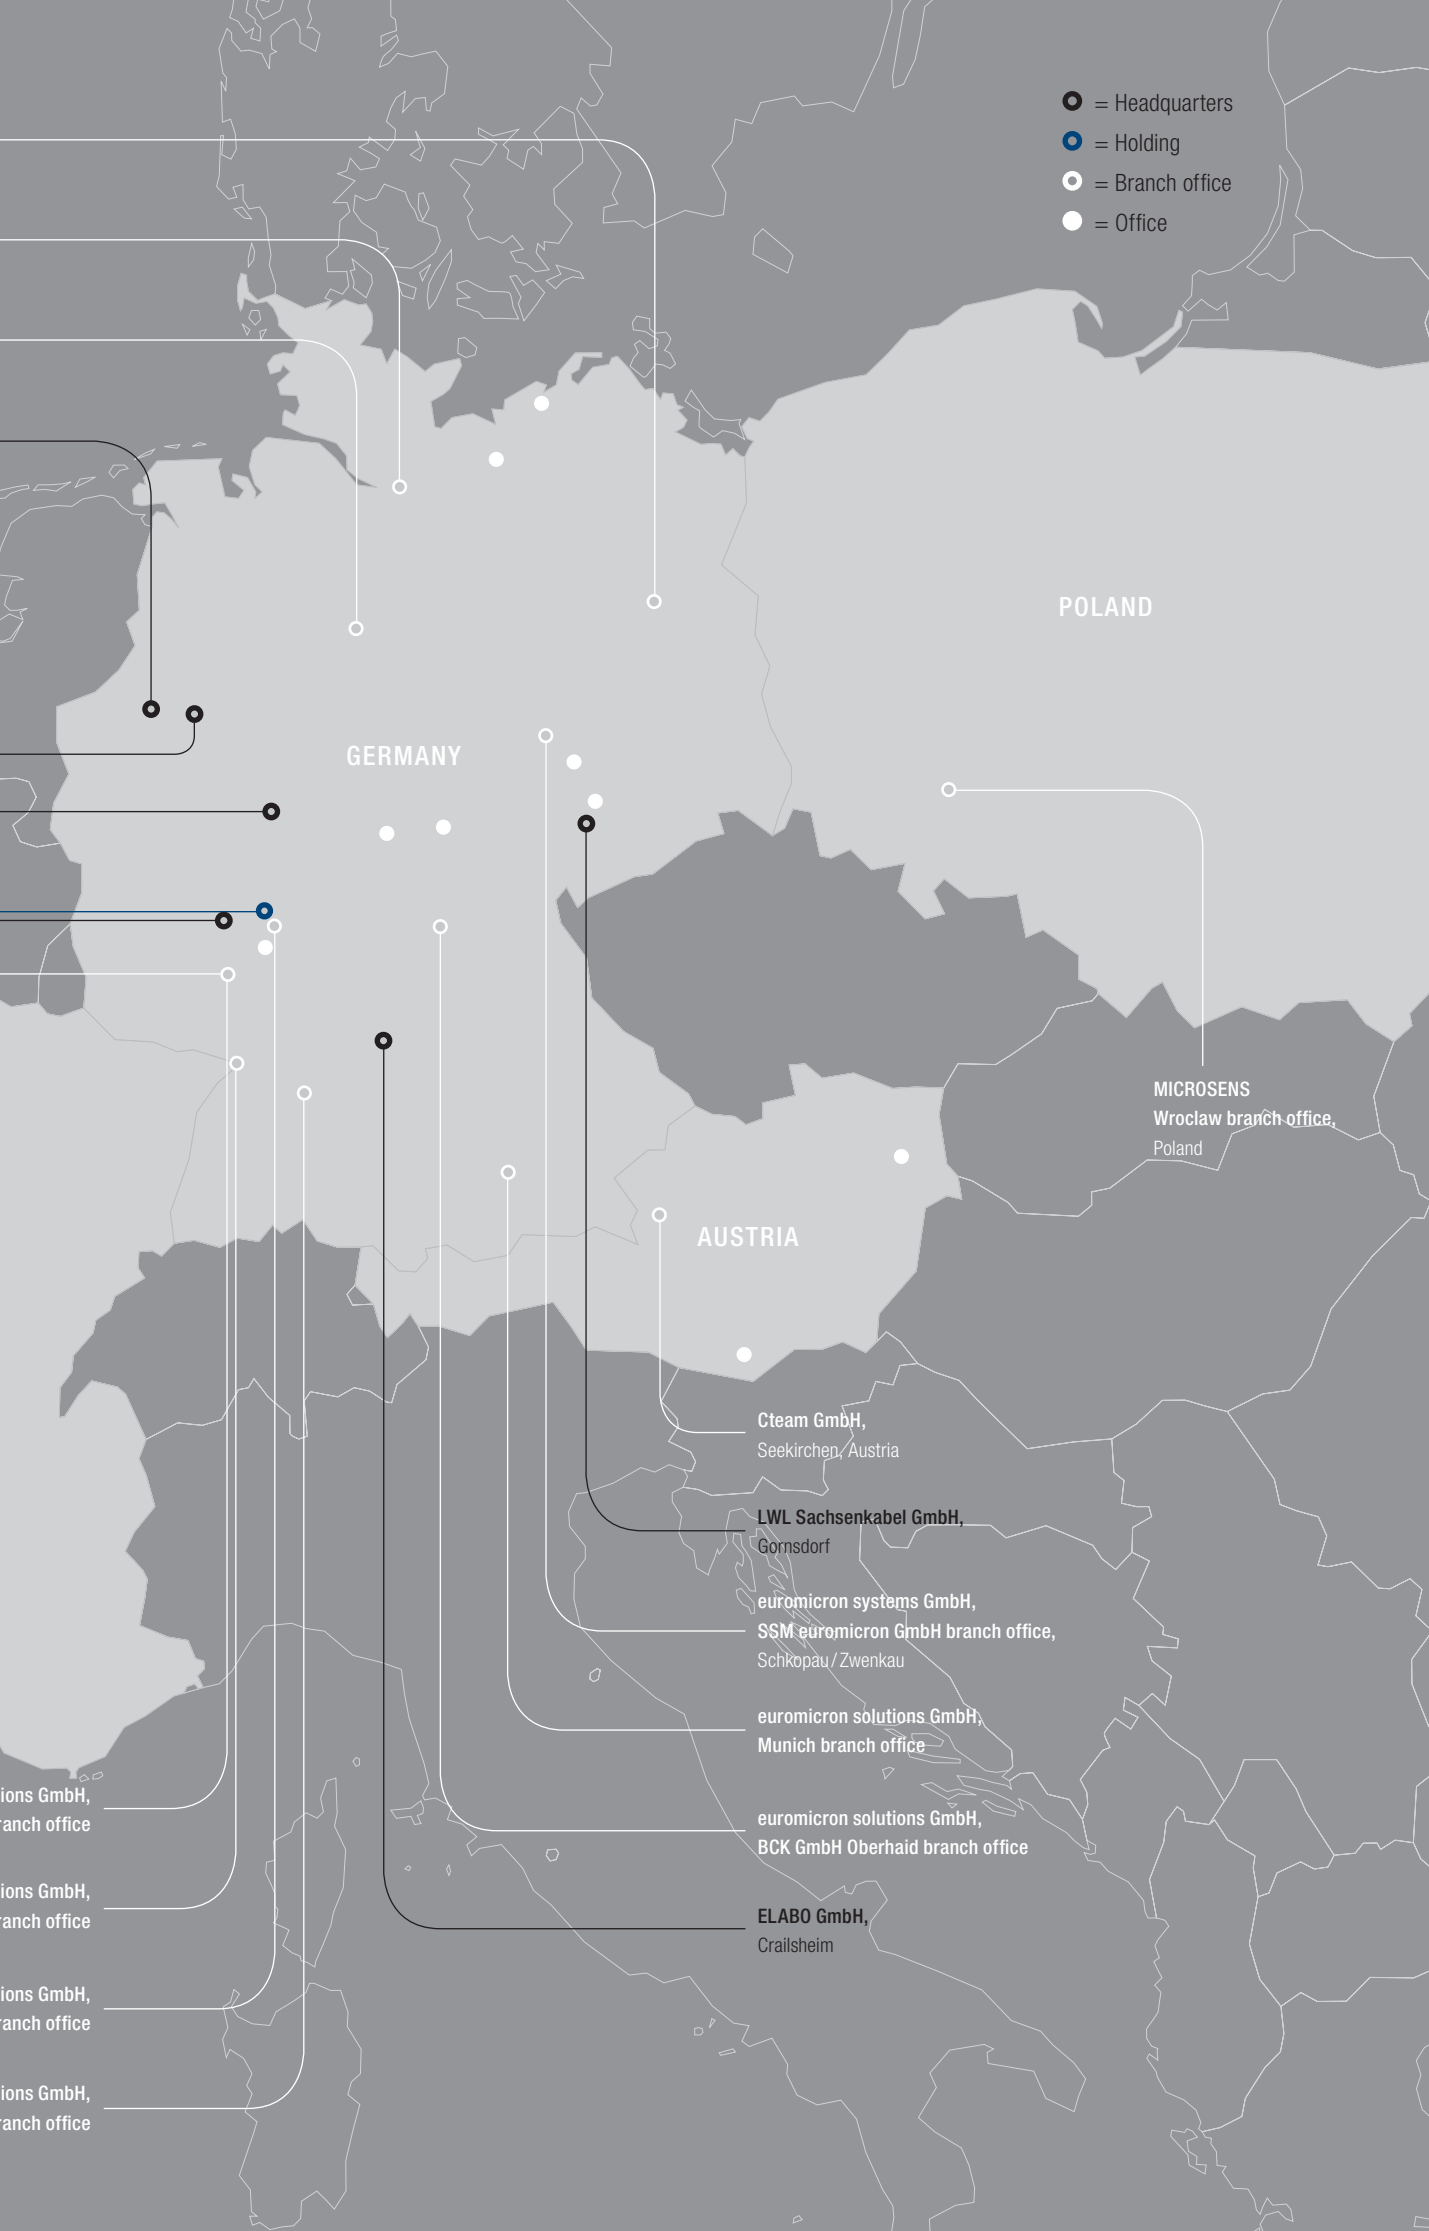 = Headquarters
= Holding
= Branch office
= Office
POLAND
GERMANY
MICROSENS
Wroclaw branch office,
Poland
AUSTRIA
Cteam GmbH,
Seekirchen, Austria
LWL Sachsenkabel GmbH,
Gornsdorf
euromicron systems GmbH,
SSM euromicron GmbH branch office,
Schkopau / Zwenkau
euromicron solutions GmbH,
Munich branch office
euromicron solutions GmbH,
BCK GmbH Oberhaid branch office
ELABO GmbH,
Crailsheim
ions GmbH,
ranch office
ions GmbH,
ranch office
ions GmbH,
ranch office
ions GmbH,
ranch office